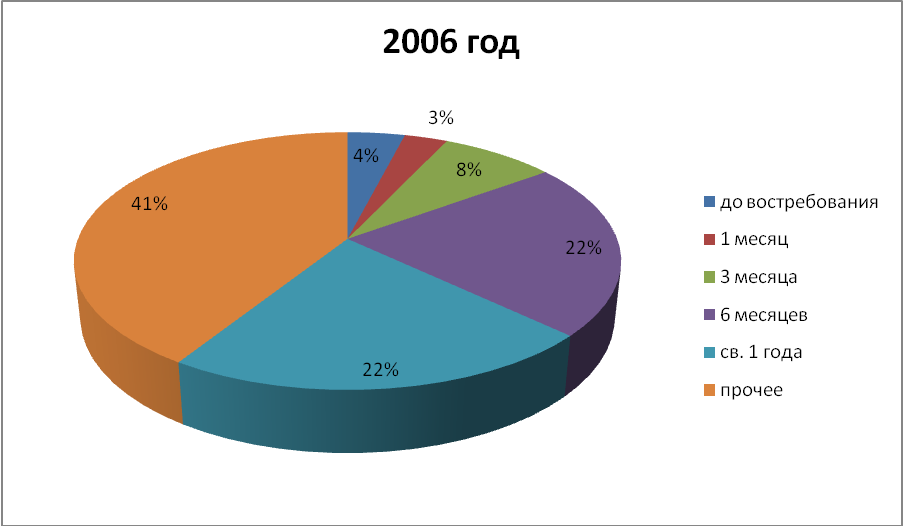 2006 год
3%
4%
8%
41%
22%
22%
до востребования
1 месяц
3 месяца
6 месяцев
св. 1 года
прочее